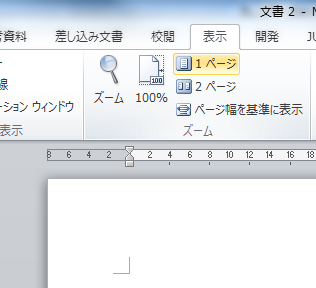 文書 2 -
資料 差し込み文書 校閲 表示 開発
線
ーション ウィンドウ
表示
ズーム
100
100%
1 ページ
2 ページ
ページ幅を基準に表示
ズーム
8 6 4 2 2 4 6 8 10 12 14 16 18